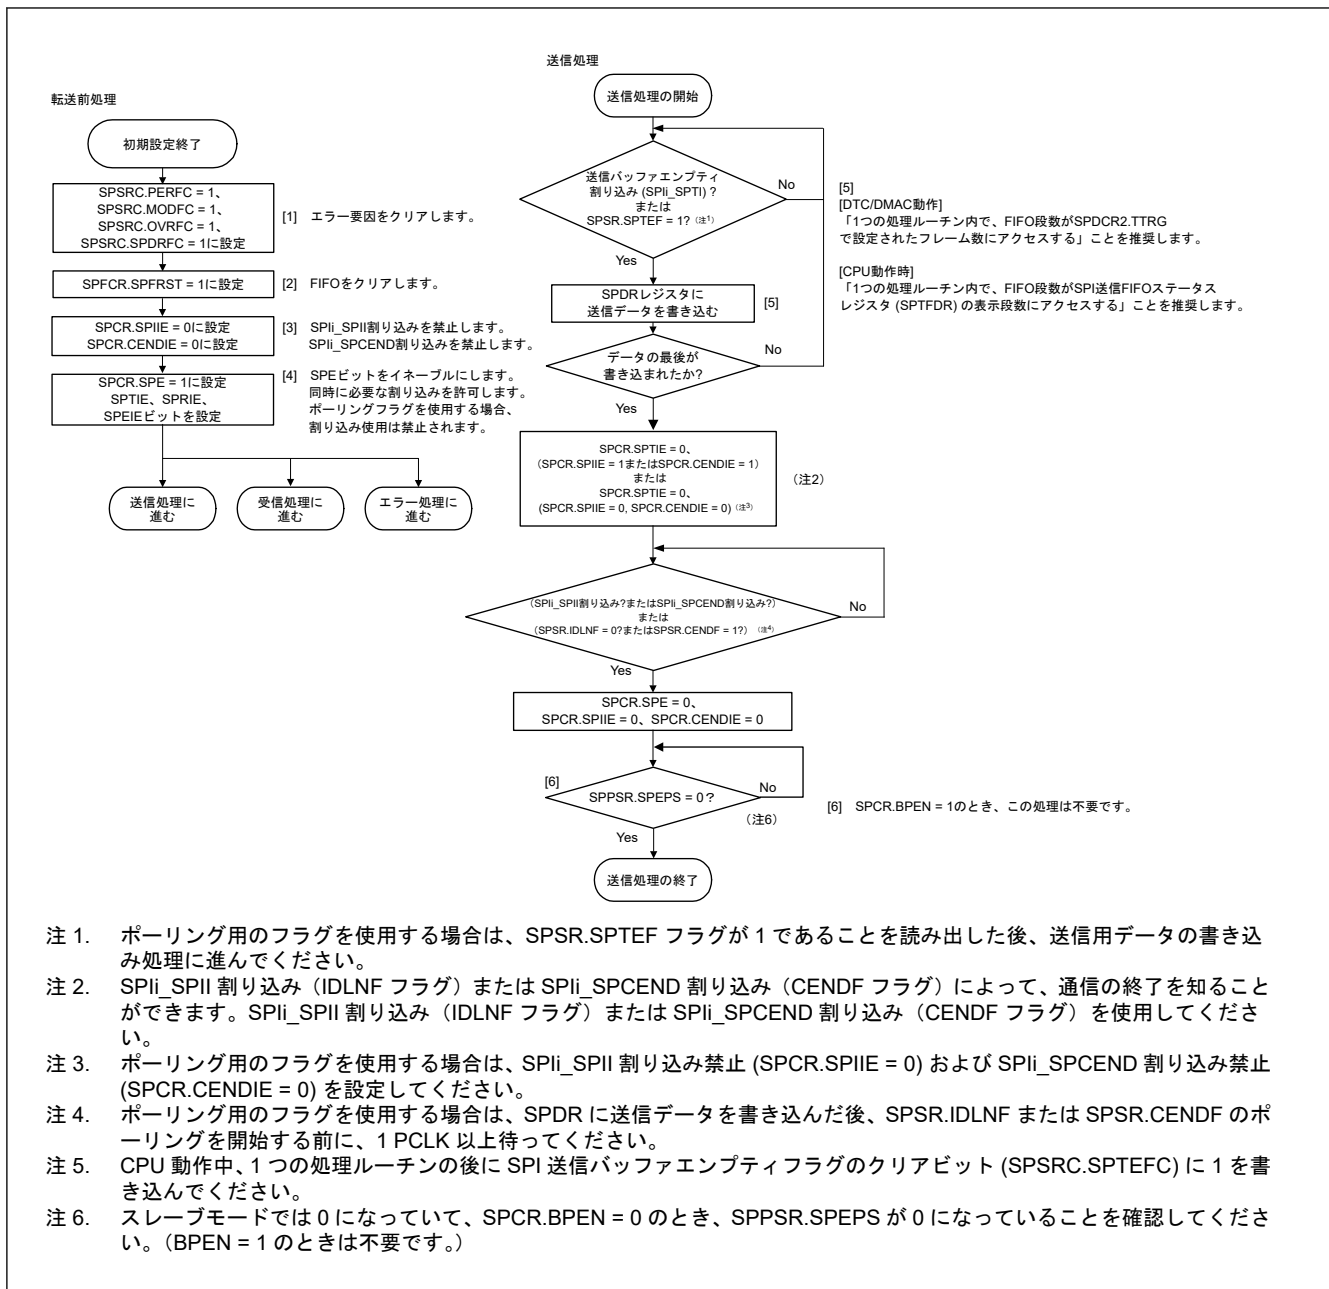 転送前処理
初期設定終了
SPSRC.PERFC = 1、
SPSRC.MODFC = 1、
SPSRC.OVRFC = 1、
SPSRC.SPDRFC = 1に設定
[1] エラー要因をクリアします。
SPFCR.SPFRST = 1に設定
[2] FIFOをクリアします。
SPCR.SPIIE = 0に設定
SPCR.CENDIE = 0に設定
[3] SPIi_SPII割り込みを禁止します。
SPIi_SPCEND割り込みを禁止します。
SPCR.SPE = 1に設定
SPTIE、SPRIE、
SPEIEビットを設定
[4] SPEビットをイネーブルにします。
同時に必要な割り込みを許可します。
ポーリングフラグを使用する場合、
割り込み使用は禁止されます。
送信処理に
進む
受信処理に
進む
エラー処理に
進む
送信処理
送信処理の開始
送信バッファエンプティ
割り込み (SPIi_SPTI) ?
または
SPSR.SPTEF = 1? (注1)
No
Yes
SPDRレジスタに
送信データを書き込む
[5]
データの最後が
書き込まれたか?
No
Yes
[5]
[DTC/DMAC動作]
「1つの処理ルーチン内で、FIFO段数がSPDCR2.TTRG
で設定されたフレーム数にアクセスする」ことを推奨します。
[CPU動作時]
「1つの処理ルーチン内で、FIFO段数がSPI送信FIFOステータス
レジスタ (SPTFDR) の表示段数にアクセスする」ことを推奨します。
SPCR.SPTIE = 0、
(SPCR.SPIIE = 1またはSPCR.CENDIE = 1)
または
SPCR.SPTIE = 0、
(SPCR.SPIIE = 0, SPCR.CENDIE = 0) (注3)
(注2)
(SPIi_SPII割り込み?またはSPIi_SPCEND割り込み?)
または
(SPSR.IDLNF = 0?またはSPSR.CENDF = 1?) (注4)
No
Yes
SPCR.SPE = 0、
SPCR.SPIIE = 0、SPCR.CENDIE = 0
[6]
SPPSR.SPEPS = 0？
No
(注6)
Yes
[6] SPCR.BPEN = 1のとき、この処理は不要です。
送信処理の終了
注 1. ポーリング用のフラグを使用する場合は、SPSR.SPTEF フラグが 1 であることを読み出した後、送信用データの書き込
み処理に進んでください。
注 2. SPIi_SPII 割り込み（IDLNF フラグ）または SPIi_SPCEND 割り込み（CENDF フラグ）によって、通信の終了を知ること
ができます。SPIi_SPII 割り込み（IDLNF フラグ）または SPIi_SPCEND 割り込み（CENDF フラグ）を使用してくださ
い。
注 3. ポーリング用のフラグを使用する場合は、SPIi_SPII 割り込み禁止 (SPCR.SPIIE = 0) および SPIi_SPCEND 割り込み禁止
(SPCR.CENDIE = 0) を設定してください。
注 4. ポーリング用のフラグを使用する場合は、SPDR に送信データを書き込んだ後、SPSR.IDLNF または SPSR.CENDF のポ
ーリングを開始する前に、1 PCLK 以上待ってください。
注 5. CPU 動作中、1 つの処理ルーチンの後に SPI 送信バッファエンプティフラグのクリアビット (SPSRC.SPTEFC) に 1 を書
き込んでください。
注 6. スレーブモードでは 0 になっていて、SPCR.BPEN = 0 のとき、SPPSR.SPEPS が 0 になっていることを確認してくださ
い。（BPEN = 1 のときは不要です。）